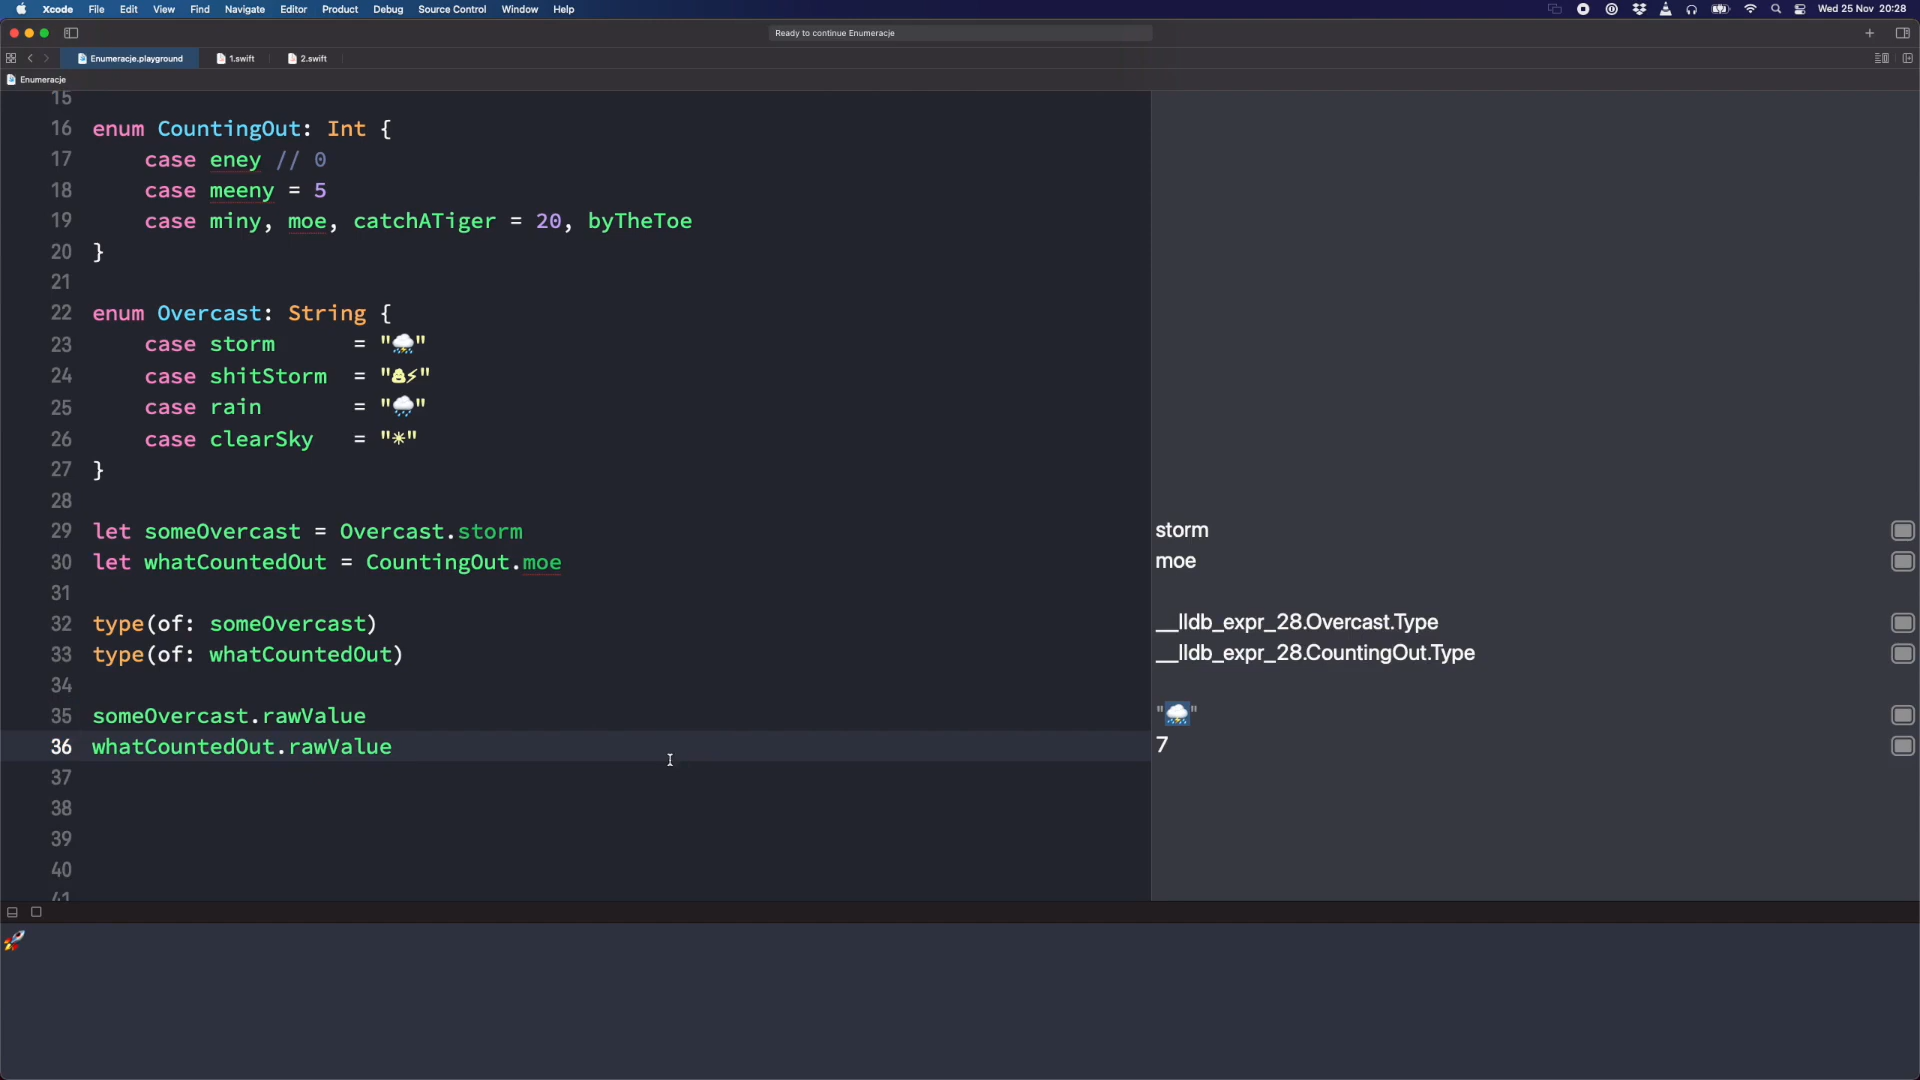 Xcode File Edit View Find Navigate Editor Product Debug Source Control Window Help Wed 25 Nov 20:28
Ready to continue Enumeracje
Enumeracje.playground 1.swift 2.swift
Enumeracje
15
16 enum CountingOut: Int {
17 case eney // 0
18 case meeny = 5
19 case miny, moe, catchATiger = 20, byTheToe
20 }
21
22 enum Overcast: String {
23 case storm = "⛈️"
24 case shitStorm = "💩⚡"
25 case rain = "🌧️"
26 case clearSky = "☀"
27 }
28
29 let someOvercast = Overcast.storm storm
30 let whatCountedOut = CountingOut.moe moe
31
32 type(of: someOvercast) __lldb_expr_28.Overcast.Type
33 type(of: whatCountedOut) __lldb_expr_28.CountingOut.Type
34
35 someOvercast.rawValue "⛈️"
36 whatCountedOut.rawValue 7
37
38
39
40
41
🚀